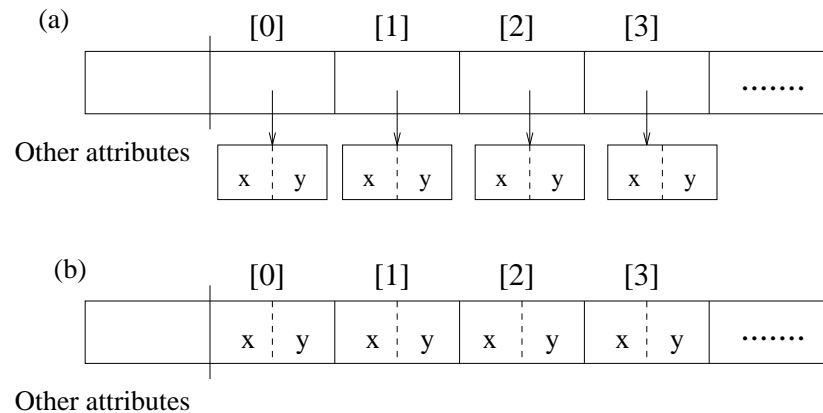 (a) [0] [1] [2] [3]
.......
Other attributes
x y x y x y x y
(b) [0] [1] [2] [3]
x y x y x y x y .......
Other attributes